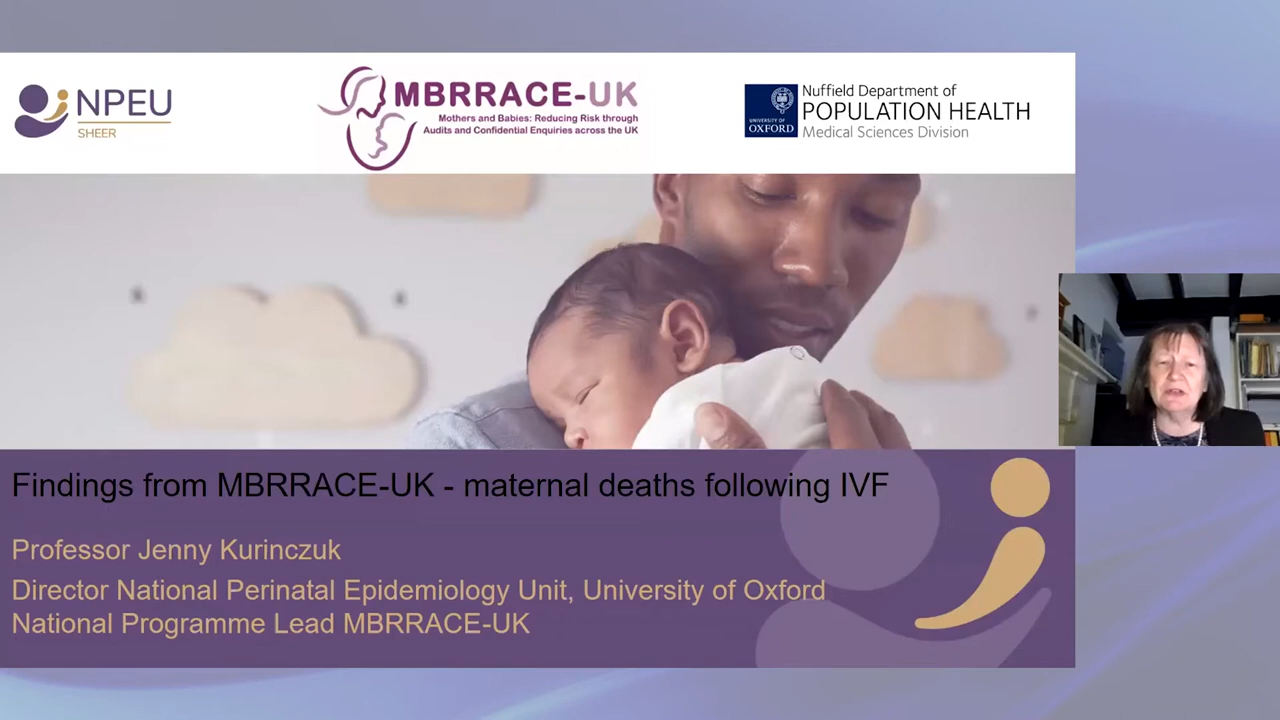 NPEU
SHEER
MBRRACE-UK
Mothers and Babies: Reducing Risk through
Audits and Confidential Enquiries across the UK
UNIVERSITY OF
OXFORD
Nuffield Department of
POPULATION HEALTH
Medical Sciences Division
Findings from MBRRACE-UK - maternal deaths following IVF
Professor Jenny Kurinczuk
Director National Perinatal Epidemiology Unit, University of Oxford
National Programme Lead MBRRACE-UK